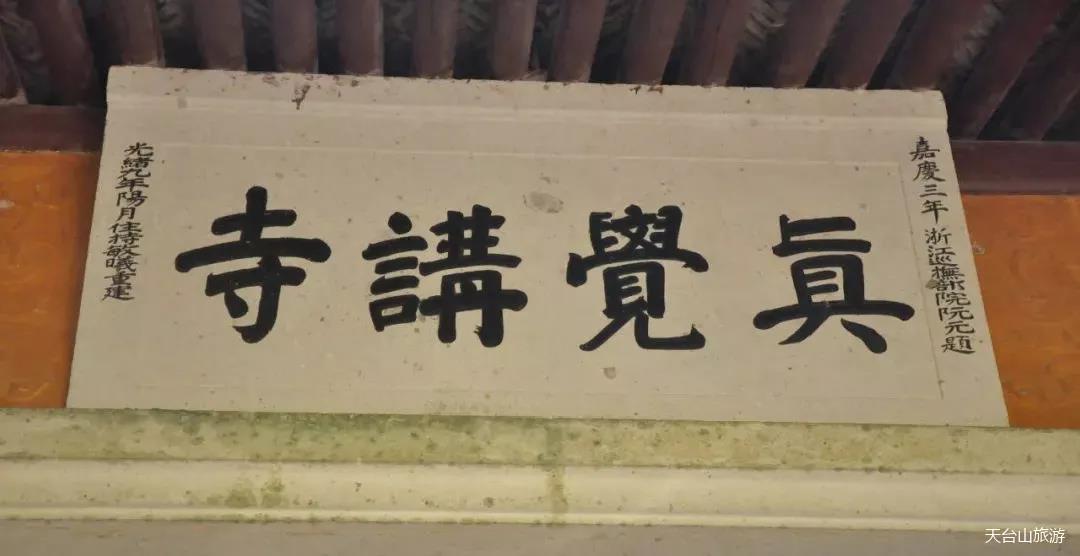 嘉慶三年 浙江巡撫部院阮元題
眞覺講寺
光緒九年陽月住持敏曦重建
天台山旅游